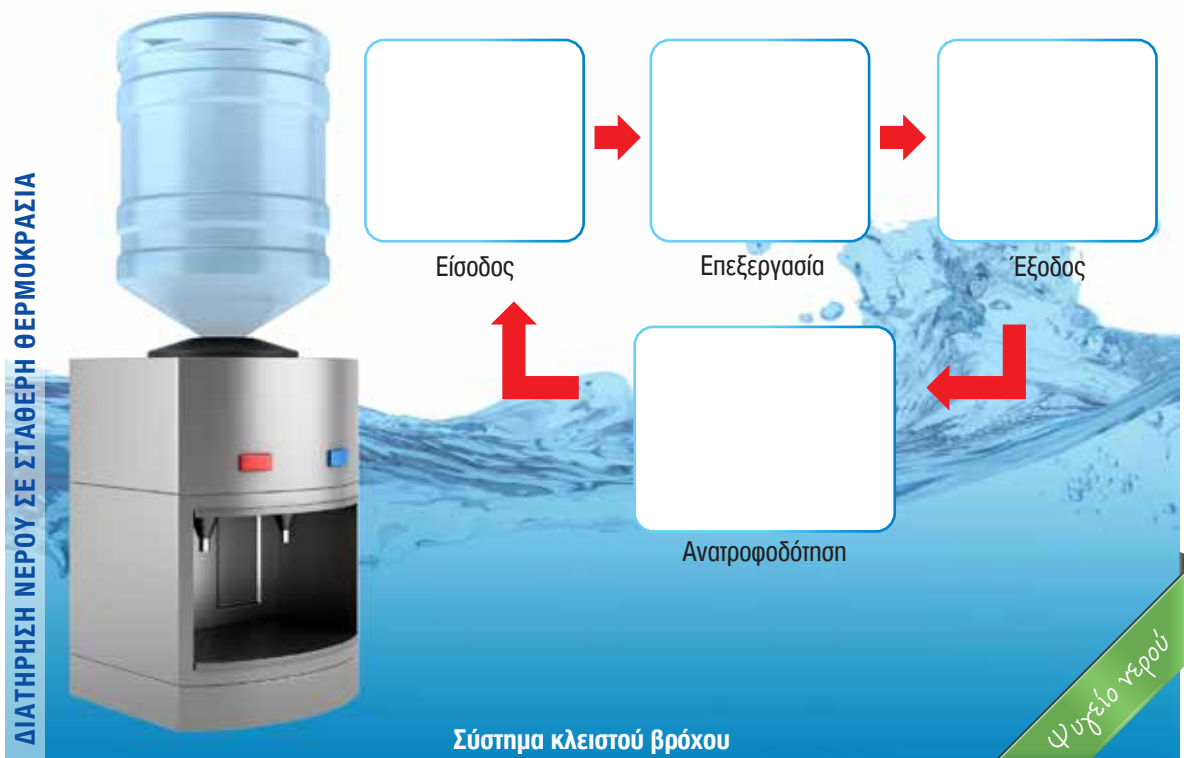 ΔΙΑΤΗΡΗΣΗ ΝΕΡΟΥ ΣΕ ΣΤΑΘΕΡΗ ΘΕΡΜΟΚΡΑΣΙΑ
Είσοδος
Επεξεργασία
Έξοδος
Ανατροφοδότηση
Ψυγείο νερού
Σύστημα κλειστού βρόχου